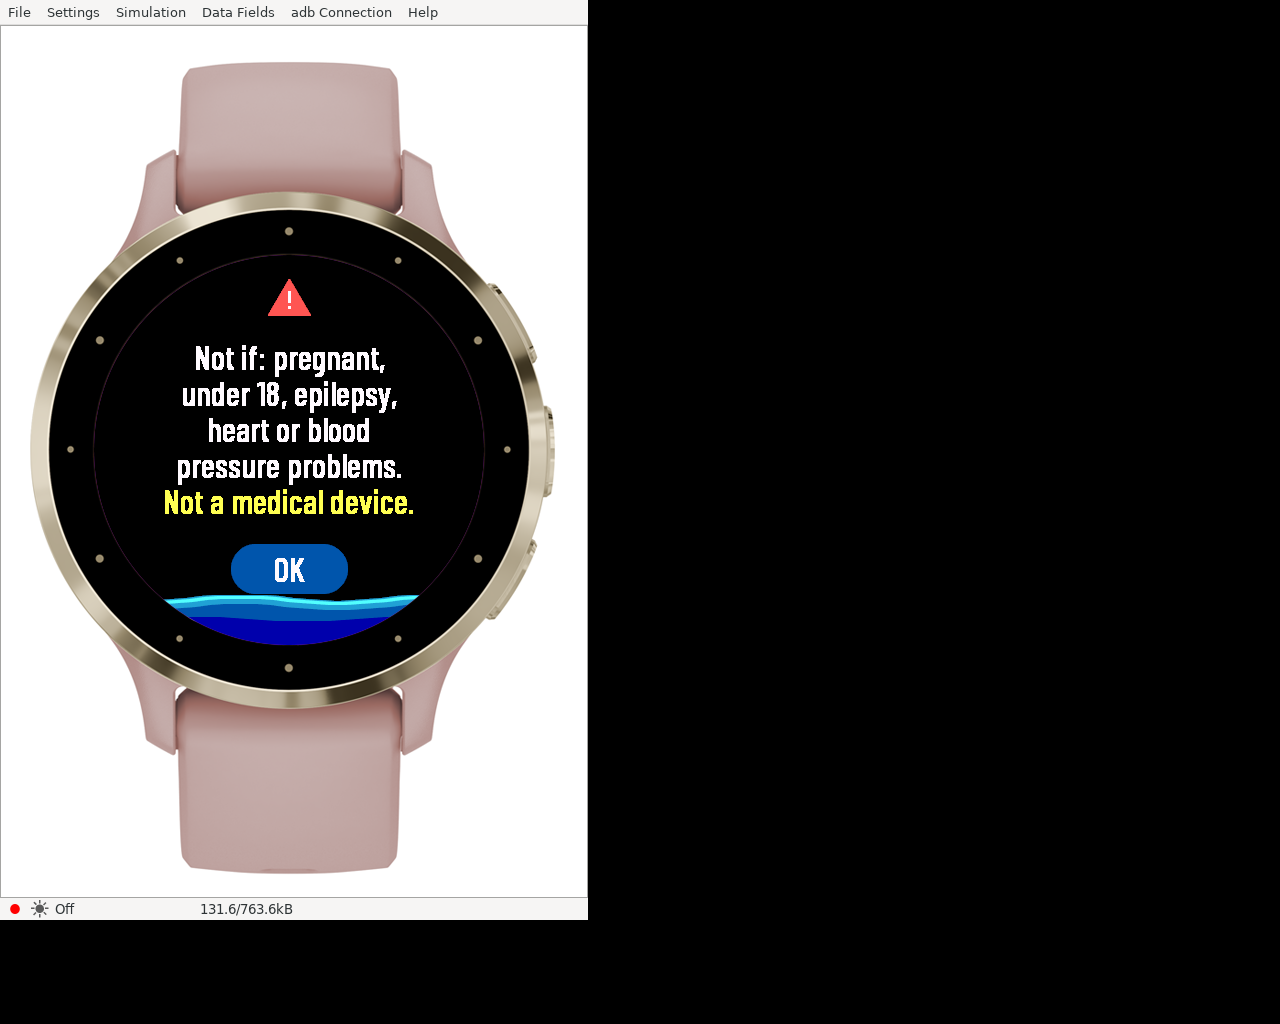 File Settings Simulation Data Fields adb Connection Help
!
Not if: pregnant,
under 18, epilepsy,
heart or blood
pressure problems.
Not a medical device.
OK
Off 131.6/763.6kB